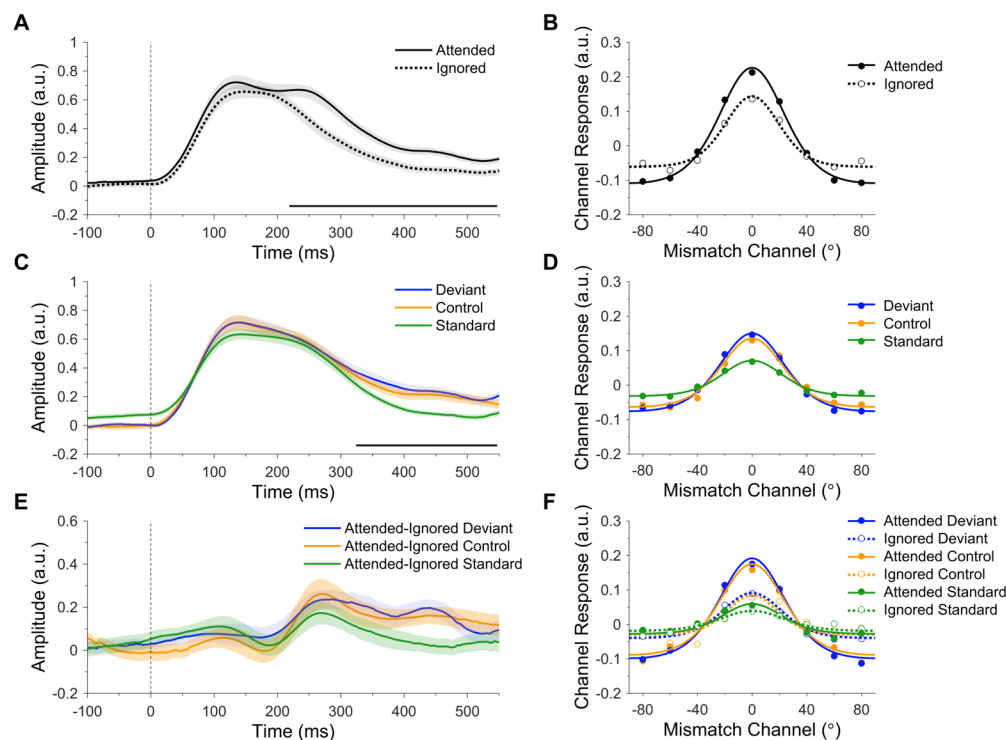 A
Amplitude (a.u.)
1
0.8
0.6
0.4
0.2
0
-0.2
Attended
Ignored
-100 0 100 200 300 400 500
Time (ms)
B
Channel Response (a.u.)
0.3
0.2
0.1
0
-0.1
-0.2
Attended
Ignored
-80 -40 0 40 80
Mismatch Channel (°)
C
Amplitude (a.u.)
1
0.8
0.6
0.4
0.2
0
-0.2
Deviant
Control
Standard
-100 0 100 200 300 400 500
Time (ms)
D
Channel Response (a.u.)
0.3
0.2
0.1
0
-0.1
-0.2
Deviant
Control
Standard
-80 -40 0 40 80
Mismatch Channel (°)
E
Amplitude (a.u.)
0.6
0.4
0.2
0
-0.2
Attended-Ignored Deviant
Attended-Ignored Control
Attended-Ignored Standard
-100 0 100 200 300 400 500
Time (ms)
F
Channel Response (a.u.)
0.3
0.2
0.1
0
-0.1
-0.2
Attended Deviant
Ignored Deviant
Attended Control
Ignored Control
Attended Standard
Ignored Standard
-80 -40 0 40 80
Mismatch Channel (°)